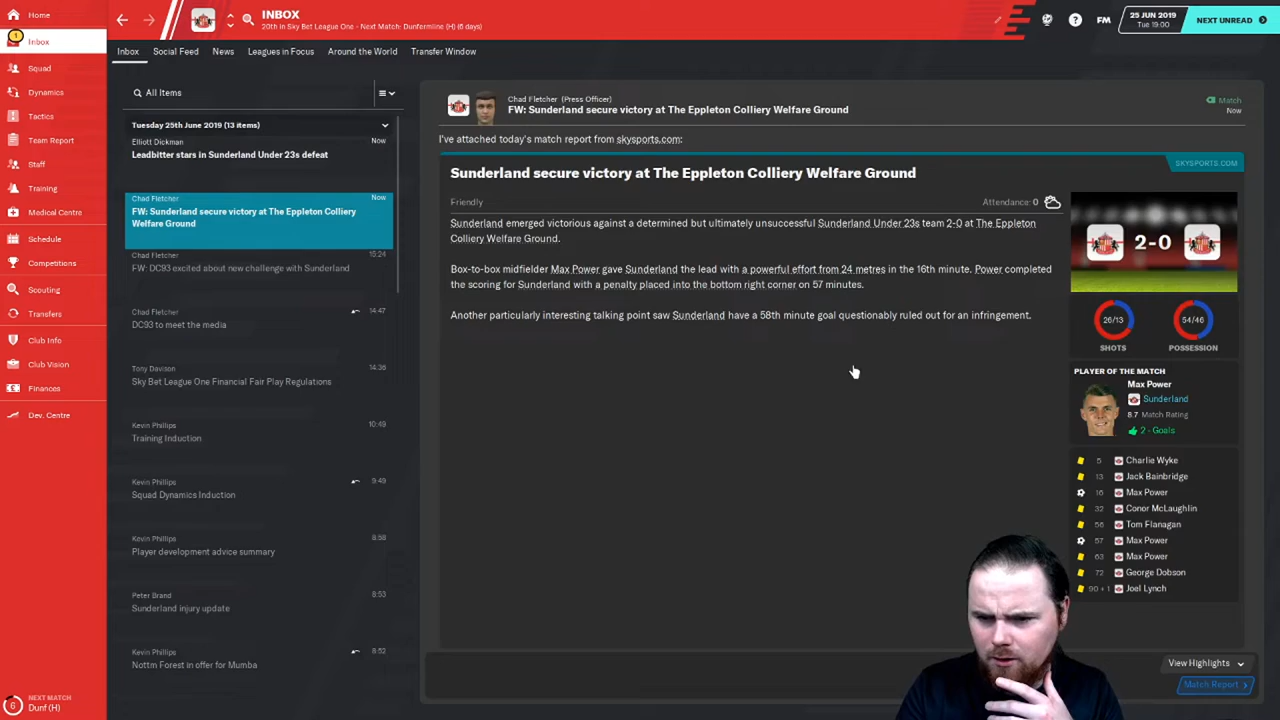 Home
INBOX
20th in Sky Bet League One - Next Match: Dunfermline (H) (6 days)
FM
25 JUN 2019
Tue 19:00
NEXT UNREAD
1
Inbox
Squad
Dynamics
Tactics
Team Report
Staff
Training
Medical Centre
Schedule
Competitions
Scouting
Transfers
Club Info
Club Vision
Finances
Dev. Centre
6
NEXT MATCH
Dunf (H)
Inbox
Social Feed
News
Leagues in Focus
Around the World
Transfer Window
All Items
Tuesday 25th June 2019 (13 items)
Elliott Dickman
Now
Leadbitter stars in Sunderland Under 23s defeat
Chad Fletcher
Now
FW: Sunderland secure victory at The Eppleton Colliery
Welfare Ground
Chad Fletcher
15:24
FW: DC93 excited about new challenge with Sunderland
Chad Fletcher
14:47
DC93 to meet the media
Tony Davison
14:36
Sky Bet League One Financial Fair Play Regulations
Kevin Phillips
10:49
Training Induction
Kevin Phillips
9:49
Squad Dynamics Induction
Kevin Phillips
8:58
Player development advice summary
Peter Brand
8:53
Sunderland injury update
Kevin Phillips
8:52
Nottm Forest in offer for Mumba
Chad Fletcher (Press Officer)
FW: Sunderland secure victory at The Eppleton Colliery Welfare Ground
Match
Now
I've attached today's match report from skysports.com:
SKYSPORTS.COM
Sunderland secure victory at The Eppleton Colliery Welfare Ground
Friendly
Attendance: 0
Sunderland emerged victorious against a determined but ultimately unsuccessful Sunderland Under 23s team 2-0 at The Eppleton
Colliery Welfare Ground.
Box-to-box midfielder Max Power gave Sunderland the lead with a powerful effort from 24 metres in the 16th minute. Power completed
the scoring for Sunderland with a penalty placed into the bottom right corner on 57 minutes.
Another particularly interesting talking point saw Sunderland have a 58th minute goal questionably ruled out for an infringement.
2-0
26/13
SHOTS
54/46
POSSESSION
PLAYER OF THE MATCH
Max Power
Sunderland
8.7 Match Rating
2 - Goals
5 Charlie Wyke
13 Jack Bainbridge
16 Max Power
32 Conor McLaughlin
56 Tom Flanagan
57 Max Power
63 Max Power
72 George Dobson
90 + 1 Joel Lynch
View Highlights
Match Report